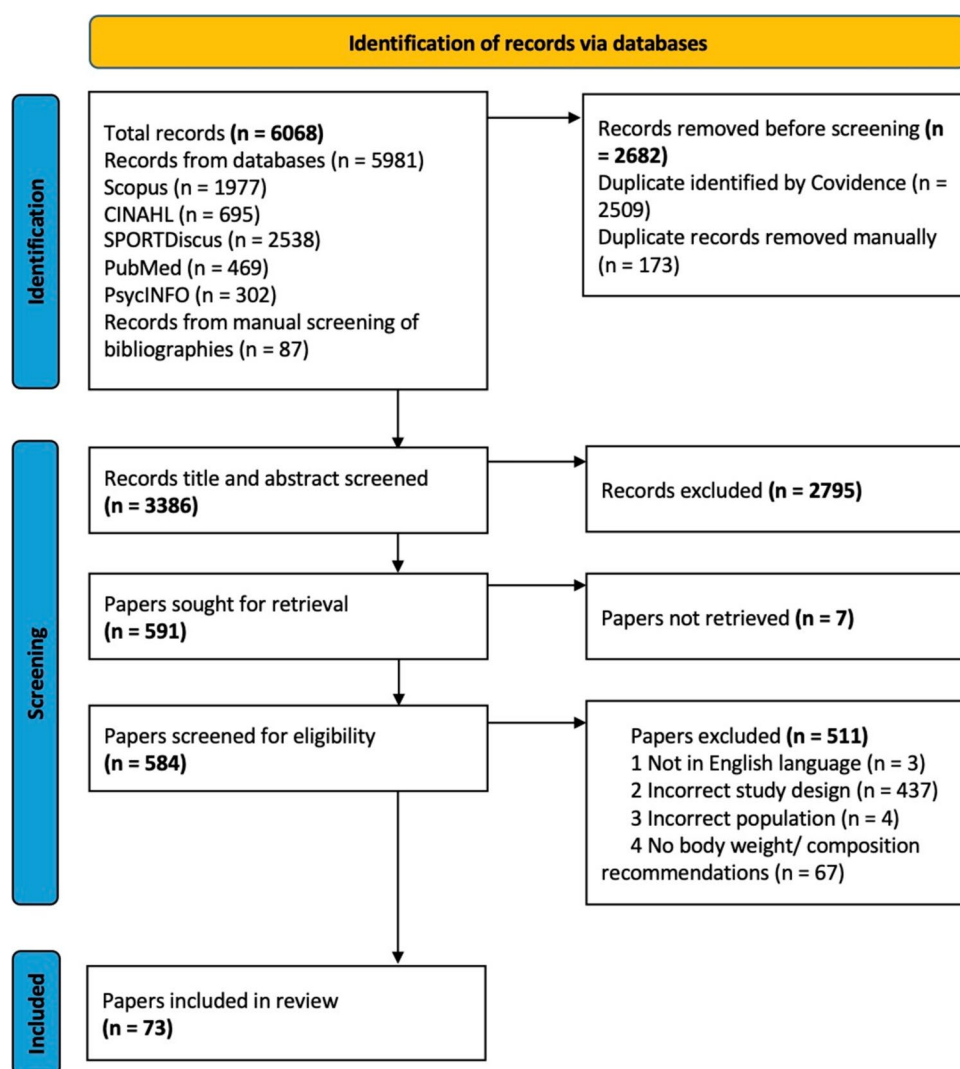 Identification of records via databases
Identification
Total records (n = 6068)
Records from databases (n = 5981)
Scopus (n = 1977)
CINAHL (n = 695)
SPORTDiscus (n = 2538)
PubMed (n = 469)
PsycINFO (n = 302)
Records from manual screening of
bibliographies (n = 87)
Records removed before screening (n
= 2682)
Duplicate identified by Covidence (n =
2509)
Duplicate records removed manually
(n = 173)
Screening
Records title and abstract screened
(n = 3386)
Records excluded (n = 2795)
Papers sought for retrieval
(n = 591)
Papers not retrieved (n = 7)
Papers screened for eligibility
(n = 584)
Papers excluded (n = 511)
1 Not in English language (n = 3)
2 Incorrect study design (n = 437)
3 Incorrect population (n = 4)
4 No body weight/ composition
recommendations (n = 67)
Included
Papers included in review
(n = 73)